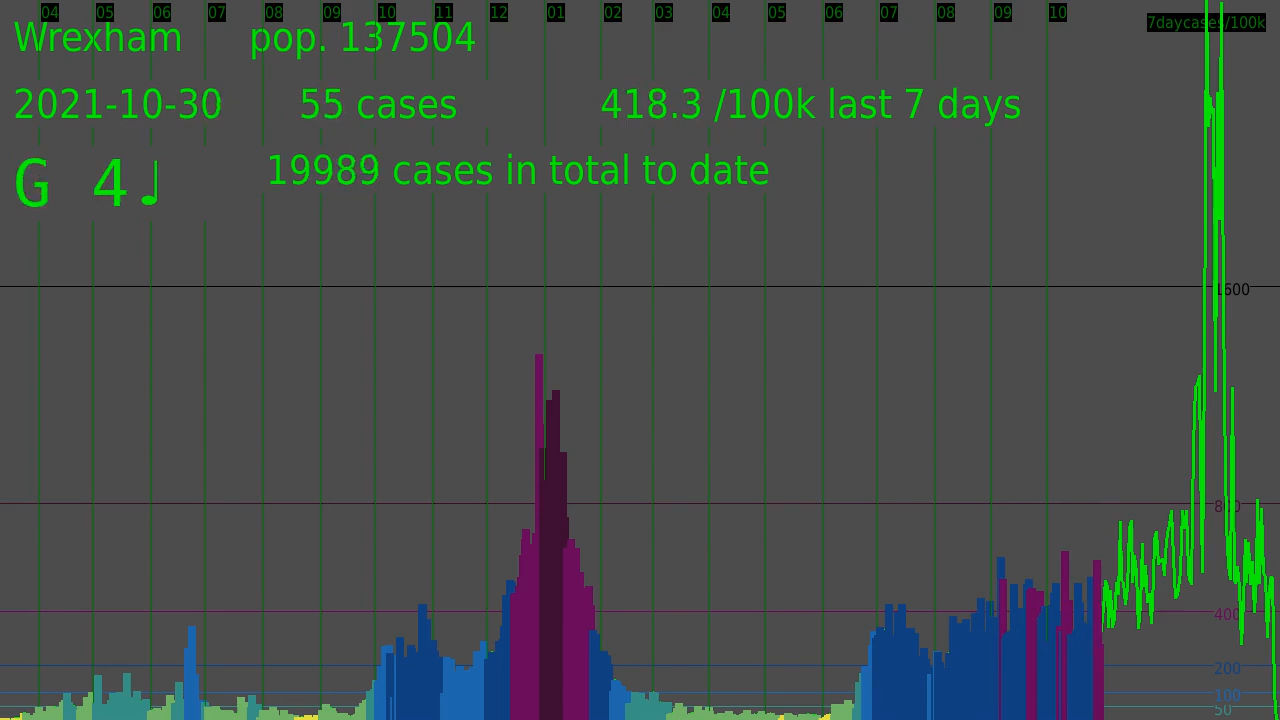 04 05 06 07 08 09 10 11 12 01 02 03 04 05 06 07 08 09 10
7daycases/100k
Wrexham pop. 137504
2021-10-30 55 cases 418.3 /100k last 7 days
G 4♩ 19989 cases in total to date
1600
800
400
200
100
50